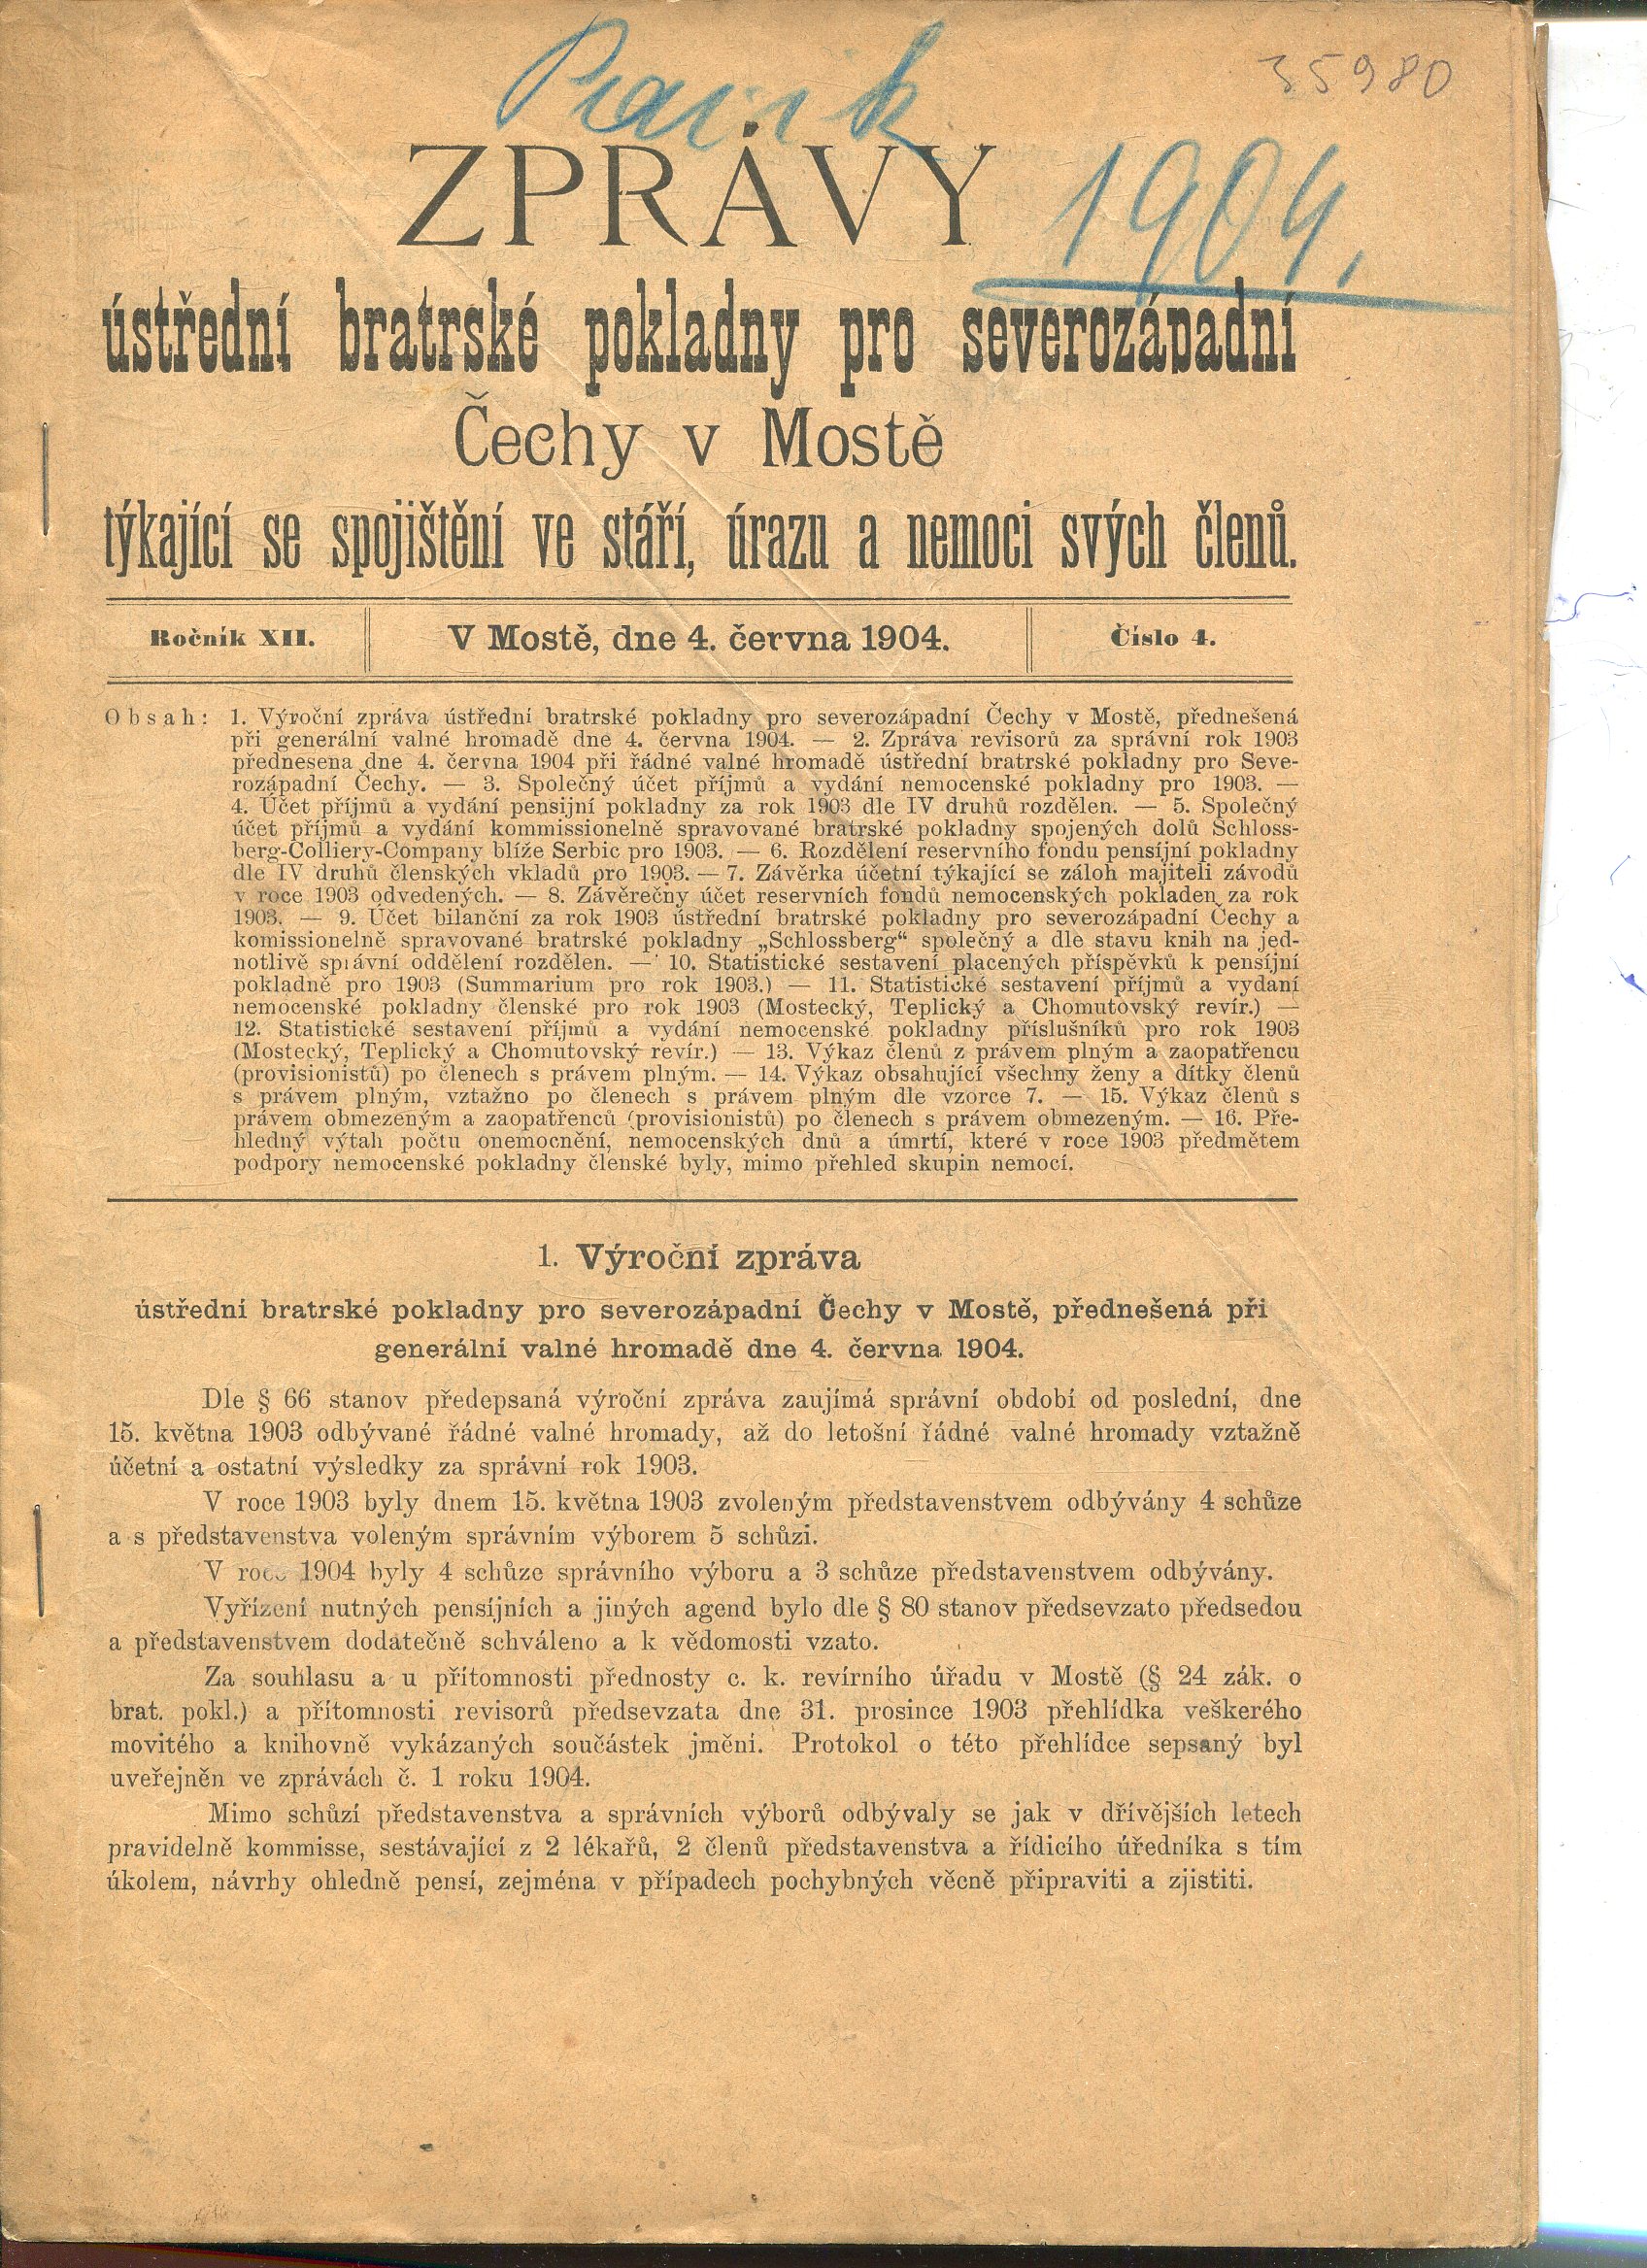 35980
ZPRÁVY
1904.
ústřední bratrské pokladny pro severozápadní
Čechy v Mostě
týkající se spojištění ve stáří, úrazu a nemoci svých členů.
Ročník XII. V Mostě, dne 4. června 1904. Číslo 4.
Obsah: 1. Výroční zpráva ústřední bratrské pokladny pro severozápadní Čechy v Mostě, přednešená
při generální valné hromadě dne 4. června 1904. — 2. Zpráva revisorů za správní rok 1903
přednesena dne 4. června 1904 při řádné valné hromadě ústřední bratrské pokladny pro Seve-
rozápadní Čechy. — 3. Společný účet příjmů a vydání nemocenské pokladny pro 1903. —
4. Účet příjmů a vydání pensijní pokladny za rok 1903 dle IV druhů rozdělen. — 5. Společný
účet příjmů a vydání kommissionelně spravované bratrské pokladny spojených dolů Schloss-
berg-Colliery-Company blíže Serbic pro 1903. — 6. Rozdělení reservního fondu pensíjní pokladny
dle IV druhů členských vkladů pro 1903. — 7. Závěrka účetní týkající se záloh majiteli závodů
v roce 1903 odvedených. — 8. Závěrečny účet reservních fondů nemocenských pokladen za rok
1903. — 9. Účet bilanční za rok 1903 ústřední bratrské pokladny pro severozápadní Čechy a
komissionelně spravované bratrské pokladny „Schlossberg“ společný a dle stavu knih na jed-
notlivě správní oddělení rozdělen. — 10. Statistické sestavení placených příspěvků k pensíjní
pokladně pro 1903 (Summarium pro rok 1903.) — 11. Statistické sestavení příjmů a vydaní
nemocenské pokladny členské pro rok 1903 (Mostecký, Teplický a Chomutovský revír.) —
12. Statistické sestavení příjmů a vydání nemocenské pokladny příslušníků pro rok 1903
(Mostecký, Teplický a Chomutovský revír.) — 13. Výkaz členů z právem plným a zaopatřencu
(provisionistů) po členech s právem plným. — 14. Výkaz obsahující všechny ženy a dítky členů
s právem plným, vztažno po členech s právem plným dle vzorce 7. — 15. Výkaz členů s
právem obmezeným a zaopatřenců (provisionistů) po členech s právem obmezeným. — 16. Pře-
hledný výtah počtu onemocnění, nemocenských dnů a úmrtí, které v roce 1903 předmětem
podpory nemocenské pokladny členské byly, mimo přehled skupin nemocí.
1. Výroční zpráva
ústřední bratrské pokladny pro severozápadní Čechy v Mostě, přednešená při
generální valné hromadě dne 4. června 1904.
Dle § 66 stanov předepsaná výroční zpráva zaujímá správní období od poslední, dne
15. května 1903 odbývané řádné valné hromady, až do letošní řádné valné hromady vztažně
účetní a ostatní výsledky za správní rok 1903.
V roce 1903 byly dnem 15. května 1903 zvoleným představenstvem odbývány 4 schůze
a s představenstva voleným správním výborem 5 schůzi.
V roce 1904 byly 4 schůze správního výboru a 3 schůze představenstvem odbývány.
Vyřízení nutných pensíjních a jiných agend bylo dle § 80 stanov předsevzato předsedou
a představenstvem dodatečně schváleno a k vědomosti vzato.
Za souhlasu a u přítomnosti přednosty c. k. revírního úřadu v Mostě (§ 24 zák. o
brat. pokl.) a přítomnosti revisorů předsevzata dne 31. prosince 1903 přehlídka veškerého
movitého a knihovně vykázaných součástek jmění. Protokol o této přehlídce sepsaný byl
uveřejněn ve zprávách č. 1 roku 1904.
Mimo schůzí představenstva a správních výborů odbývaly se jak v dřívějších letech
pravidelně kommisse, sestávající z 2 lékařů, 2 členů představenstva a řídicího úředníka s tím
úkolem, návrhy ohledně pensí, zejména v případech pochybných věcně připraviti a zjistiti.